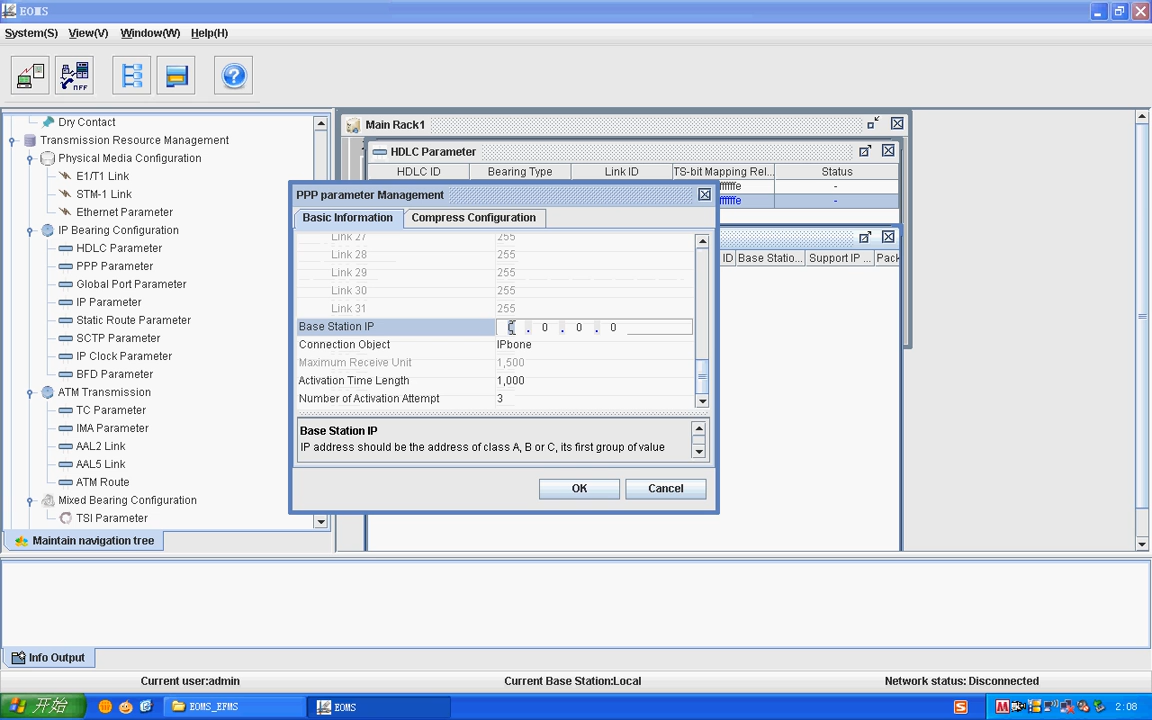 EOMS
System(S) View(V) Window(W) Help(H)
NFF
Dry Contact
Transmission Resource Management
Physical Media Configuration
E1/T1 Link
STM-1 Link
Ethernet Parameter
IP Bearing Configuration
HDLC Parameter
PPP Parameter
Global Port Parameter
IP Parameter
Static Route Parameter
SCTP Parameter
IP Clock Parameter
BFD Parameter
ATM Transmission
TC Parameter
IMA Parameter
AAL2 Link
AAL5 Link
ATM Route
Mixed Bearing Configuration
TSI Parameter
Maintain navigation tree
Main Rack1
HDLC Parameter
HDLC ID Bearing Type Link ID TS-bit Mapping Rel... Status
ffffffe -
ffffffe -
ID Base Statio... Support IP ... Pack
PPP parameter Management
Basic Information Compress Configuration
Link 27 255
Link 28 255
Link 29 255
Link 30 255
Link 31 255
Base Station IP 0 . 0 . 0 . 0
Connection Object IPbone
Maximum Receive Unit 1,500
Activation Time Length 1,000
Number of Activation Attempt 3
Base Station IP
IP address should be the address of class A, B or C, its first group of value
OK Cancel
Info Output
Current user:admin Current Base Station:Local Network status: Disconnected
开始 EOMS_EFMS EOMS 2:08